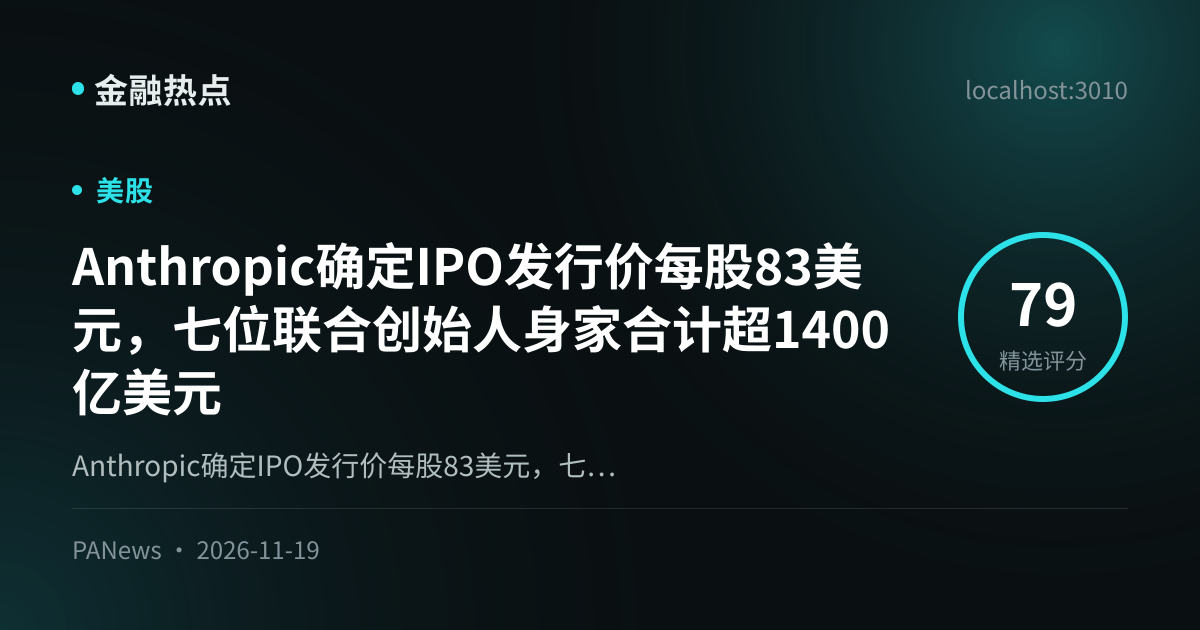 金融热点
localhost:3010
美股
Anthropic确定IPO发行价每股83美
元，七位联合创始人身家合计超1400
亿美元
79
精选评分
Anthropic确定IPO发行价每股83美元，七…
PANews • 2026-11-19